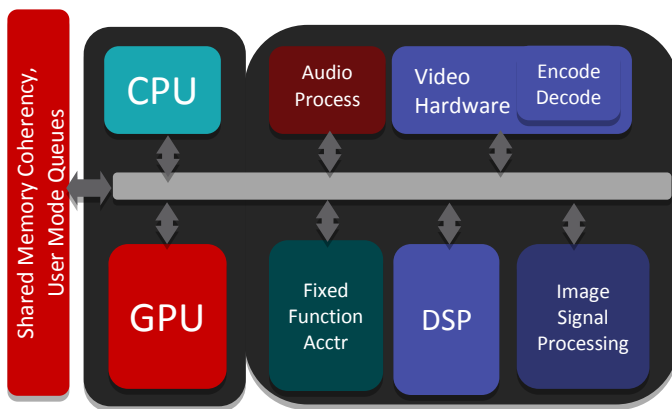 Shared Memory Coherency,
User Mode Queues
CPU
Audio
Process
Video
Hardware
Encode
Decode
GPU
Fixed
Function
Acctr
DSP
Image
Signal
Processing